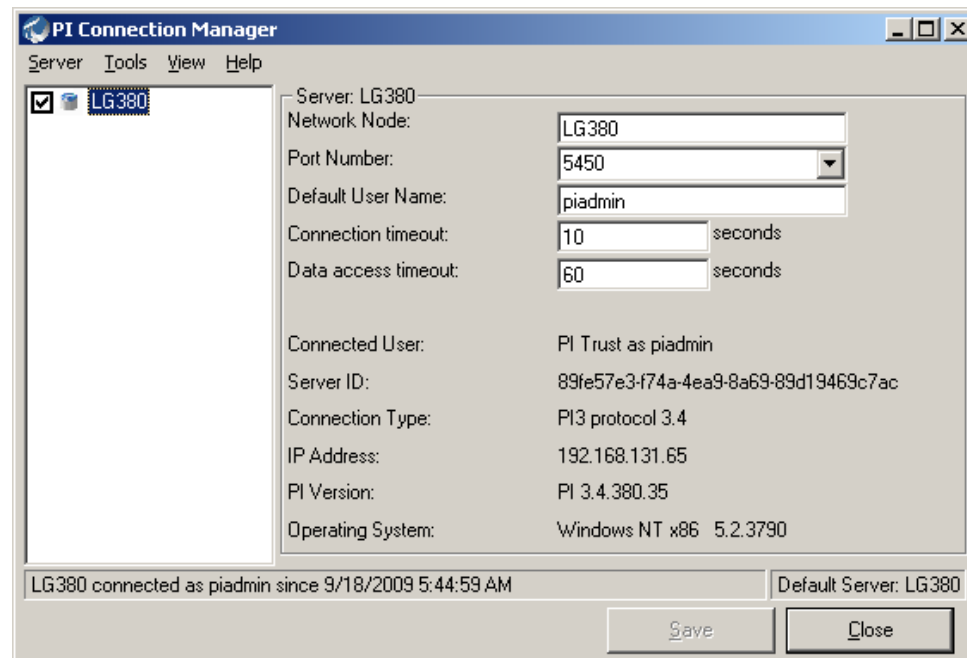 PI Connection Manager
Server Tools View Help
LG380
Server: LG380
Network Node: LG380
Port Number: 5450
Default User Name: piadmin
Connection timeout: 10 seconds
Data access timeout: 60 seconds
Connected User: PI Trust as piadmin
Server ID: 89fe57e3-f74a-4ea9-8a69-89d19469c7ac
Connection Type: PI3 protocol 3.4
IP Address: 192.168.131.65
PI Version: PI 3.4.380.35
Operating System: Windows NT x86 5.2.3790
LG380 connected as piadmin since 9/18/2009 5:44:59 AM Default Server: LG380
Save Close